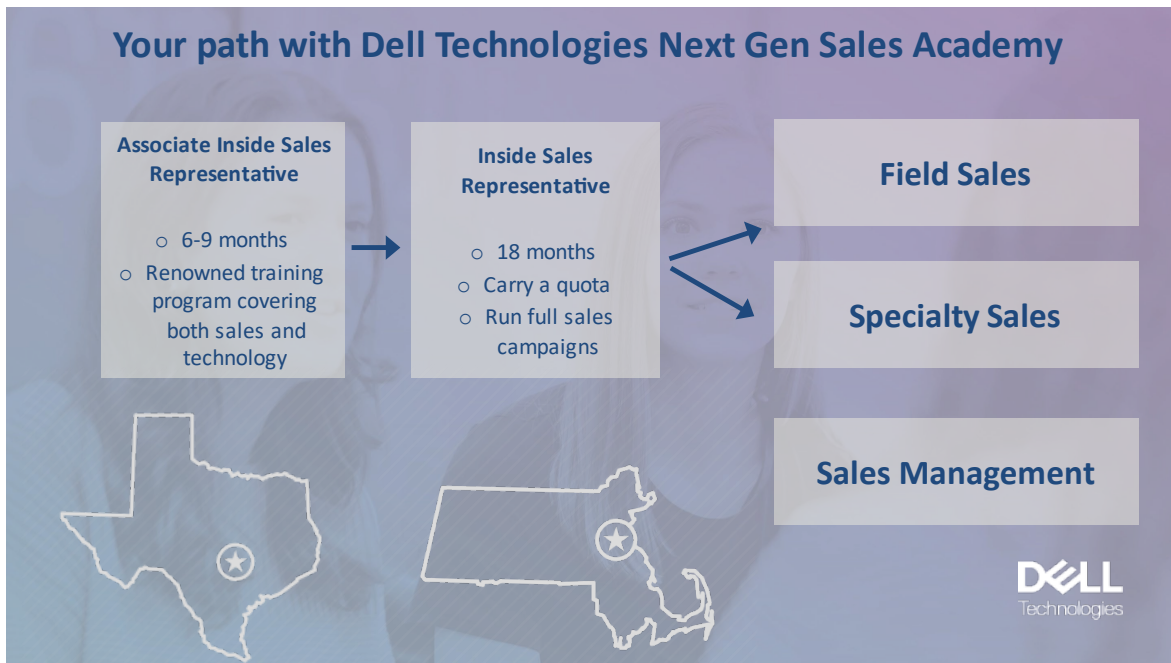 Your path with Dell Technologies Next Gen Sales Academy
Associate Inside Sales
Representative
○ 6-9 months
○ Renowned training
program covering
both sales and
technology
Inside Sales
Representative
○ 18 months
○ Carry a quota
○ Run full sales
campaigns
Field Sales
Specialty Sales
Sales Management
DELL
Technologies